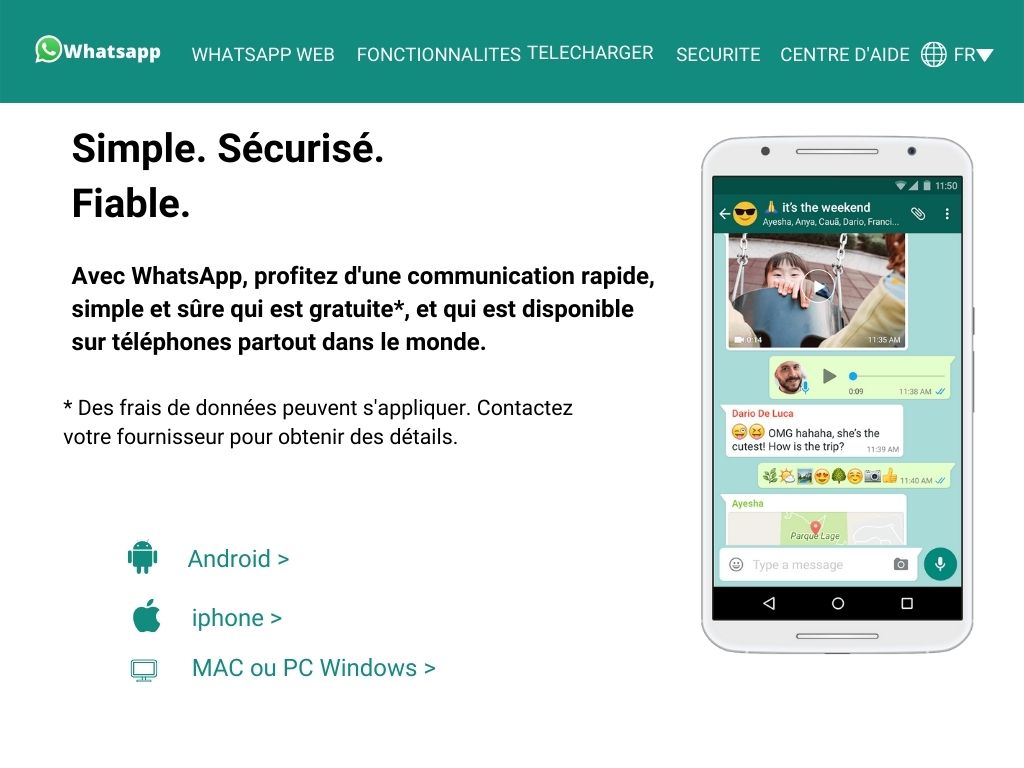 Whatsapp WHATSAPP WEB FONCTIONNALITES TELECHARGER SECURITE CENTRE D'AIDE FR
Simple. Sécurisé.
Fiable.
Avec WhatsApp, profitez d'une communication rapide,
simple et sûre qui est gratuite*, et qui est disponible
sur téléphones partout dans le monde.
* Des frais de données peuvent s'appliquer. Contactez
votre fournisseur pour obtenir des détails.
Android >
iphone >
MAC ou PC Windows >
11:50
🙏 it's the weekend
Ayesha, Anya, Cauã, Dario, Franci...
0:14 11:35 AM
0:09 11:38 AM
Dario De Luca
😜😝 OMG hahaha, she's the
cutest! How is the trip?
11:39 AM
11:40 AM
Ayesha
Parque Lage
Type a message